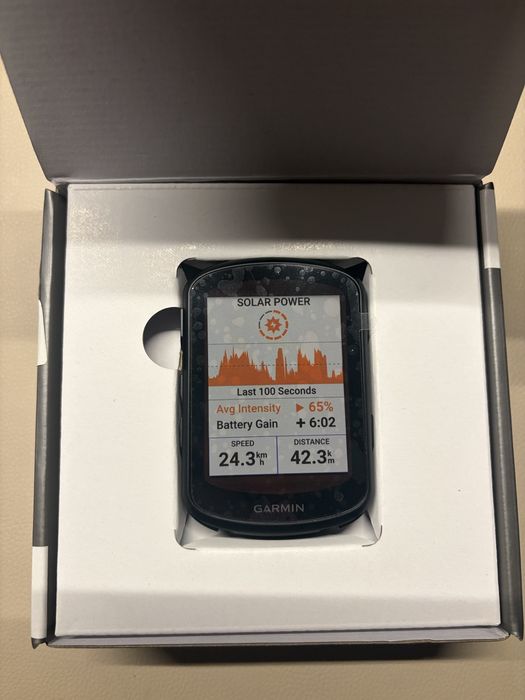 SOLAR POWER
Last 100 Seconds
Avg Intensity ▶ 65%
Battery Gain + 6:02
SPEED DISTANCE
24.3 km/h 42.3 km
GARMIN